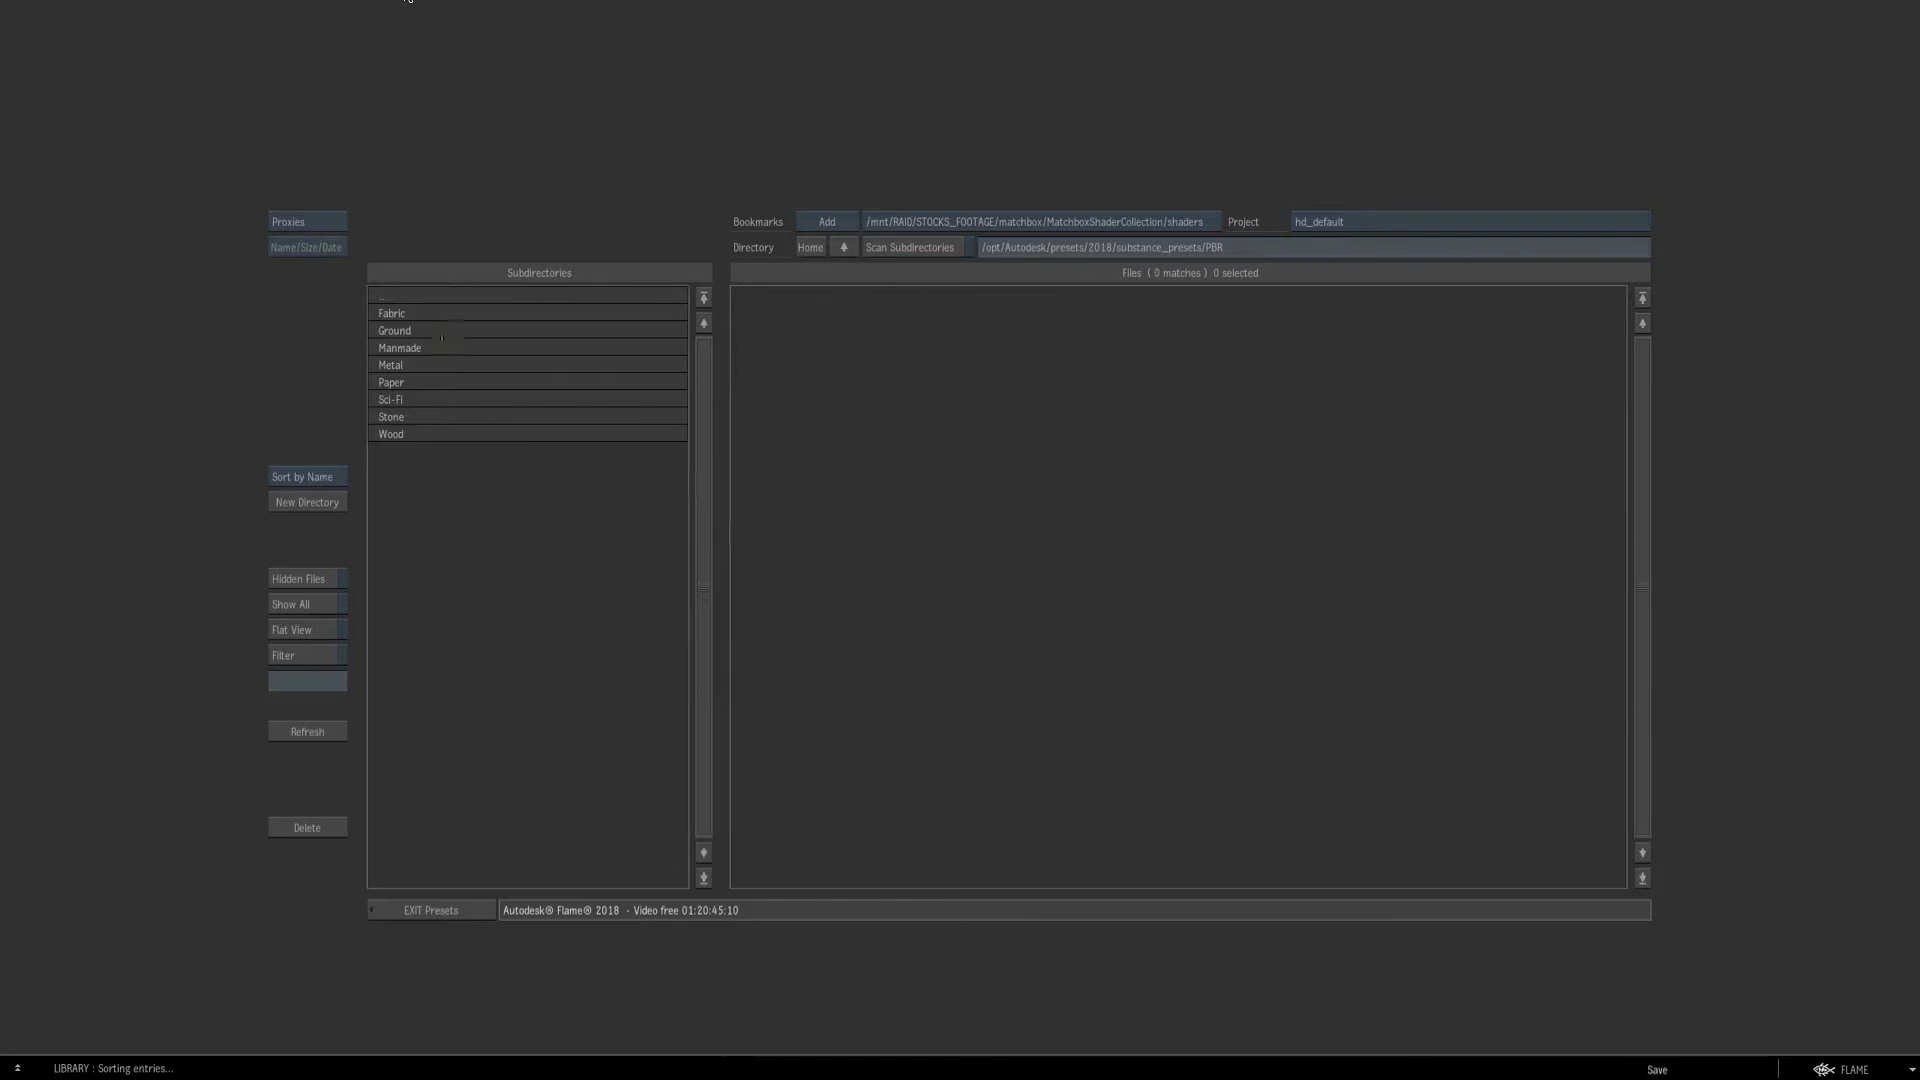 Proxies
Bookmarks Add /mnt/RAID/STOCKS_FOOTAGE/matchbox/MatchboxShaderCollection/shaders Project hd_default
Name/Size/Date
Directory Home Scan Subdirectories /opt/Autodesk/presets/2018/substance_presets/PBR
Subdirectories
Files ( 0 matches ) 0 selected
..
Fabric
Ground
Manmade
Metal
Paper
Sci-Fi
Stone
Wood
Sort by Name
New Directory
Hidden Files
Show All
Flat View
Filter
Refresh
Delete
EXIT Presets
Autodesk® Flame® 2018 - Video free 01:20:45:10
LIBRARY : Sorting entries...
Save
FLAME